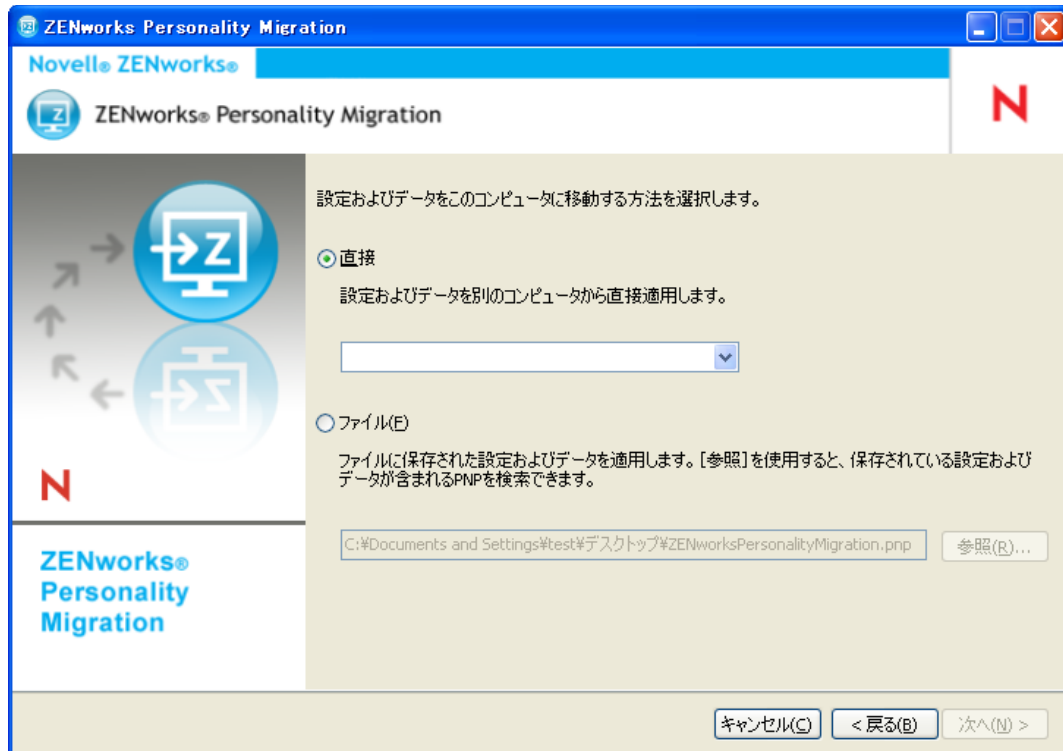 ZENworks Personality Migration
Novell® ZENworks®
ZENworks® Personality Migration
N
設定およびデータをこのコンピュータに移動する方法を選択します。
直接
設定およびデータを別のコンピュータから直接適用します。
ファイル(F)
ファイルに保存された設定およびデータを適用します。[参照]を使用すると、保存されている設定および
データが含まれるPNPを検索できます。
C:¥Documents and Settings¥test¥デスクトップ¥ZENworksPersonalityMigration.pnp
参照(R)...
Z
N
ZENworks®
Personality
Migration
キャンセル(C)
< 戻る(B)
次へ(N) >